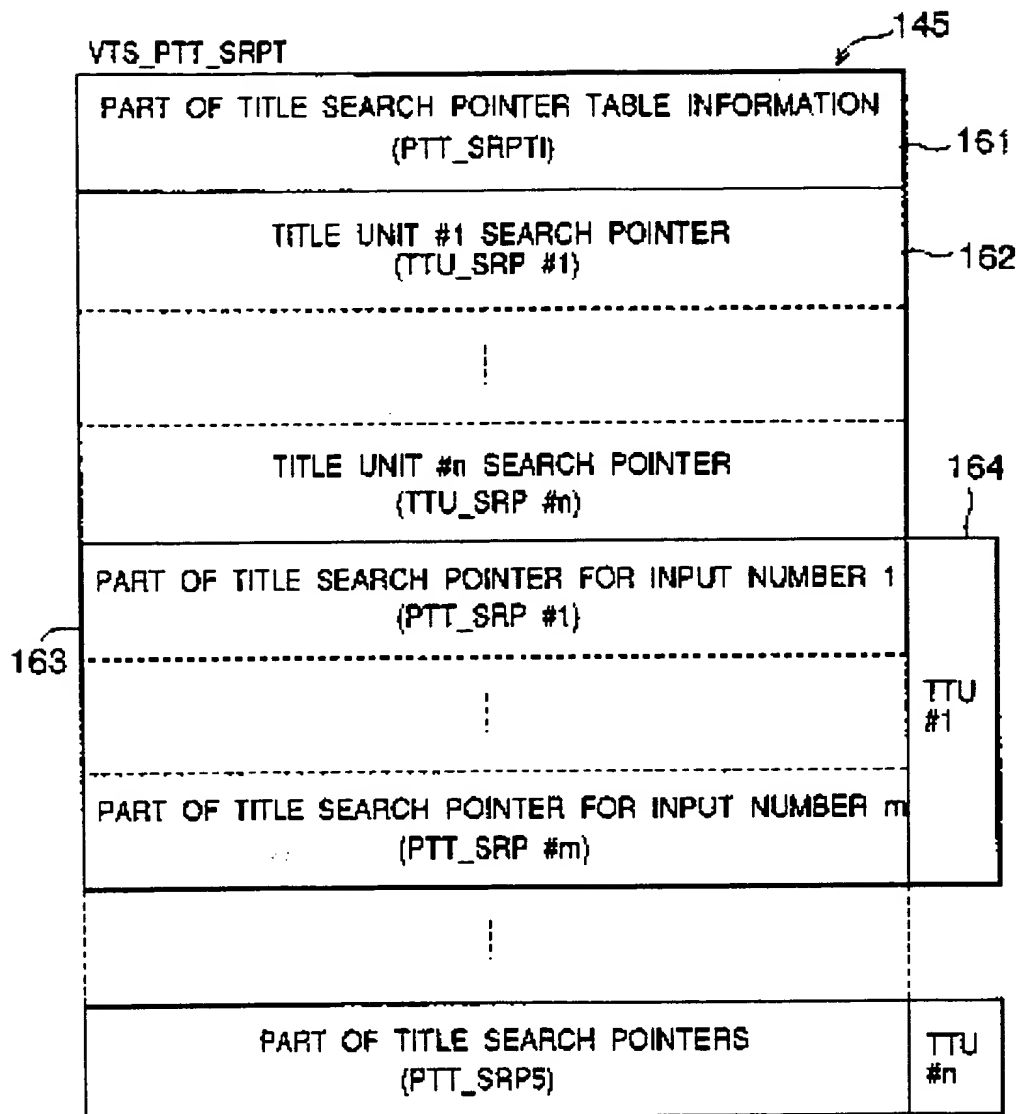 145
VTS_PTT_SRPT
PART OF TITLE SEARCH POINTER TABLE INFORMATION
(PTT_SRPTI)
161
TITLE UNIT #1 SEARCH POINTER
(TTU_SRP #1)
162
TITLE UNIT #n SEARCH POINTER
(TTU_SRP #n)
164
PART OF TITLE SEARCH POINTER FOR INPUT NUMBER 1
(PTT_SRP #1)
163
TTU
#1
PART OF TITLE SEARCH POINTER FOR INPUT NUMBER m
(PTT_SRP #m)
PART OF TITLE SEARCH POINTERS
(PTT_SRP5)
TTU
#n